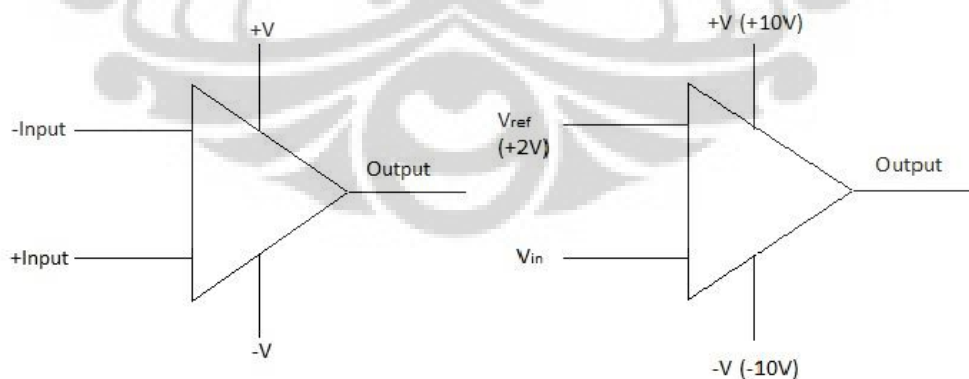 +V
-Input
Output
+Input
-V
+V (+10V)
Vref
(+2V)
Output
Vin
-V (-10V)